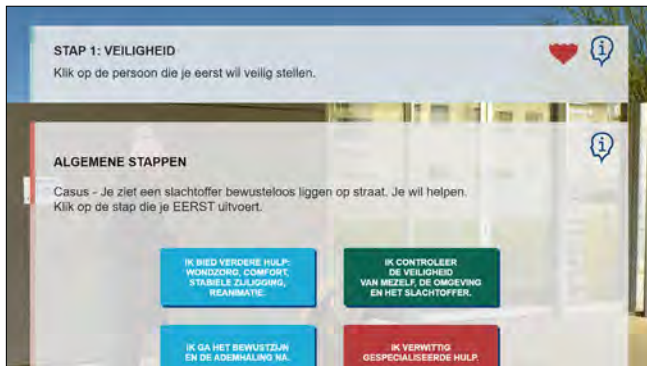 STAP 1: VEILIGHEID
Klik op de persoon die je eerst wil veilig stellen.
ALGEMENE STAPPEN
Casus - Je ziet een slachtoffer bewusteloos liggen op straat. Je wil helpen.
Klik op de stap die je EERST uitvoert.
IK BIED VERDERE HULP:
WONDZORG, COMFORT,
STABIELE ZIJLIGGING,
REANIMATIE.
IK CONTROLEER
DE VEILIGHEID
VAN MEZELF, DE OMGEVING
EN HET SLACHTOFFER.
IK GA HET BEWUSTZIJN
EN DE ADEMHALING NA.
IK VERWITTIG
GESPECIALISEERDE HULP.